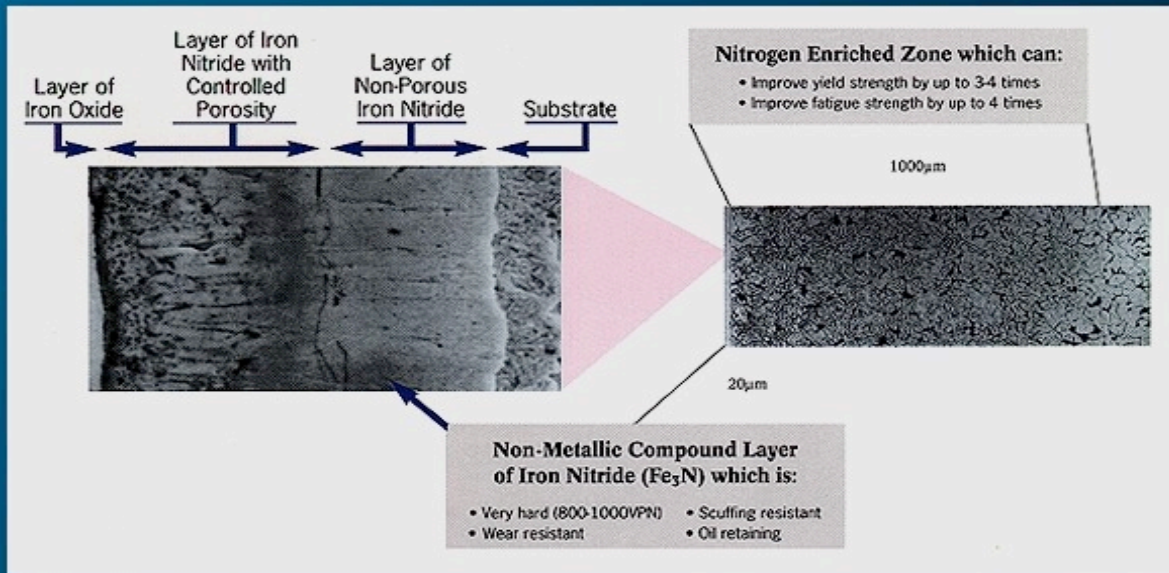 Layer of
Iron Oxide
Layer of Iron
Nitride with
Controlled
Porosity
Layer of
Non-Porous
Iron Nitride
Substrate
Nitrogen Enriched Zone which can:
• Improve yield strength by up to 3-4 times
• Improve fatigue strength by up to 4 times
1000µm
20µm
Non-Metallic Compound Layer
of Iron Nitride (Fe₃N) which is:
• Very hard (800-1000VPN)
• Wear resistant
• Scuffing resistant
• Oil retaining